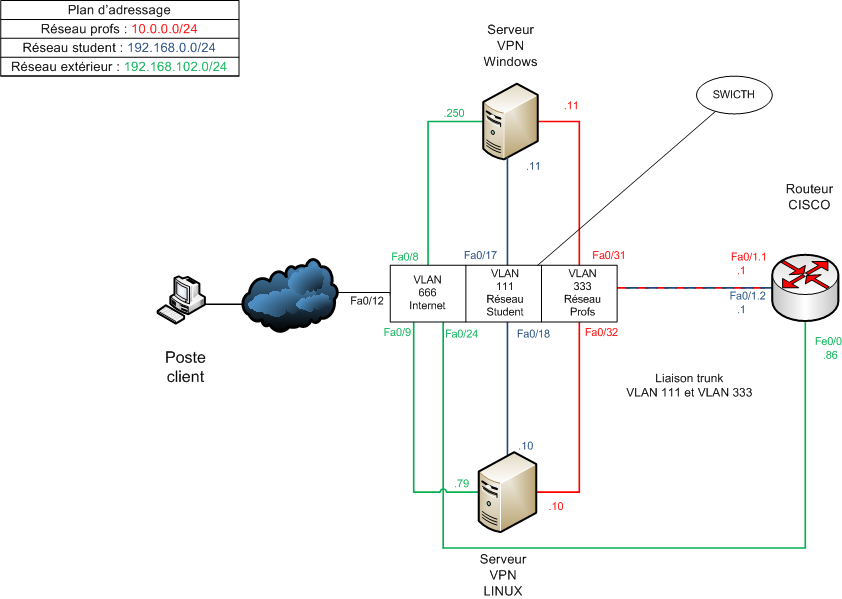 Plan d'adressage
Réseau profs : 10.0.0.0/24
Réseau student : 192.168.0.0/24
Réseau extérieur : 192.168.102.0/24
Serveur
VPN
Windows
SWICTH
.250
.11
.11
Routeur
CISCO
Fa0/8
Fa0/17
Fa0/31
Fa0/1.1
.1
Fa0/1.2
.1
VLAN
666
Internet
VLAN
111
Réseau
Student
VLAN
333
Réseau
Profs
Fa0/12
Fa0/9
Fa0/24
Fa0/18
Fa0/32
Fe0/0
.86
Poste
client
Liaison trunk
VLAN 111 et VLAN 333
.10
.79
.10
Serveur
VPN
LINUX